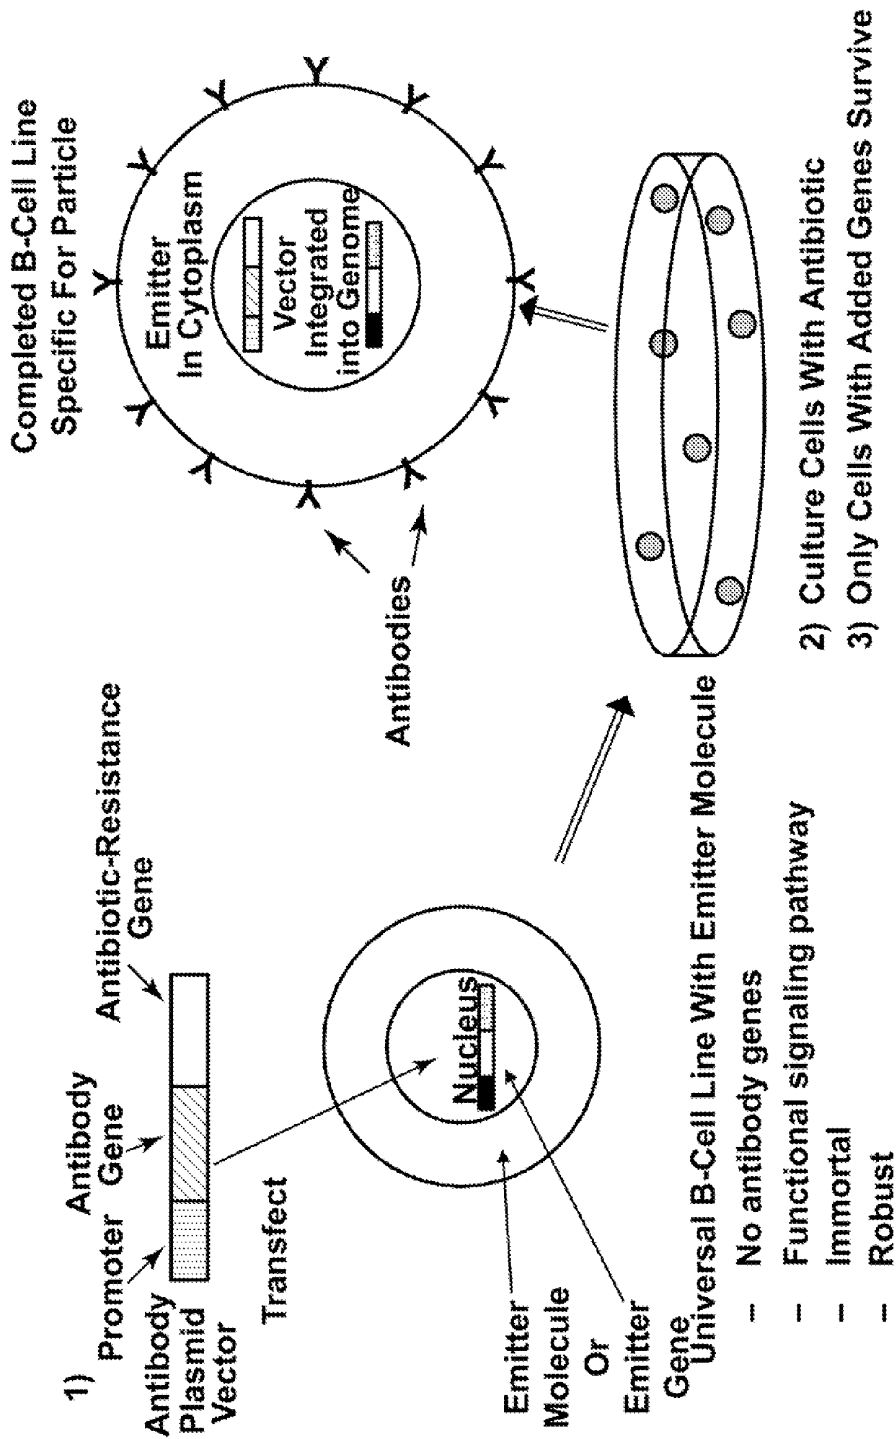 1)
Promoter
Antibody
Gene
Antibiotic-Resistance
Gene
Antibody
Plasmid
Vector
Transfect
Nucleus
Emitter
Molecule
Or
Emitter
Gene
Universal B-Cell Line With Emitter Molecule
– No antibody genes
– Functional signaling pathway
– Immortal
– Robust
Completed B-Cell Line
Specific For Particle
Emitter
In Cytoplasm
Vector
Integrated
into Genome
Antibodies
2) Culture Cells With Antibiotic
3) Only Cells With Added Genes Survive